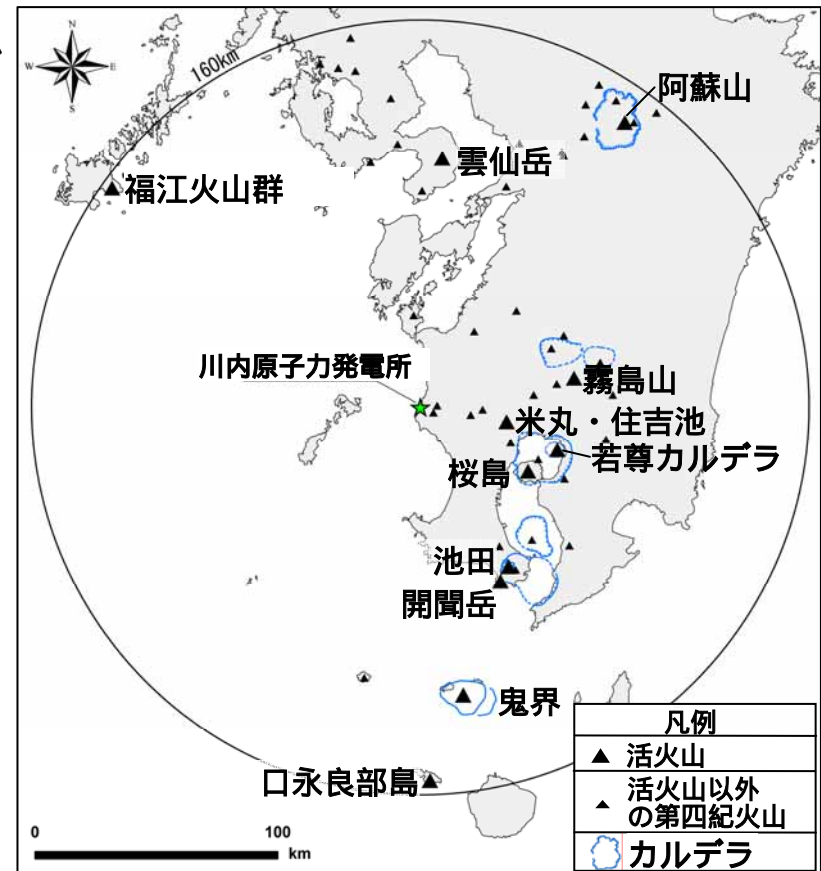 N
W E
S
160km
阿蘇山
雲仙岳
福江火山群
川内原子力発電所
霧島山
米丸・住吉池
若尊カルデラ
桜島
池田
開聞岳
鬼界
口永良部島
0 100
km
凡例
活火山
活火山以外
の第四紀火山
カルデラ